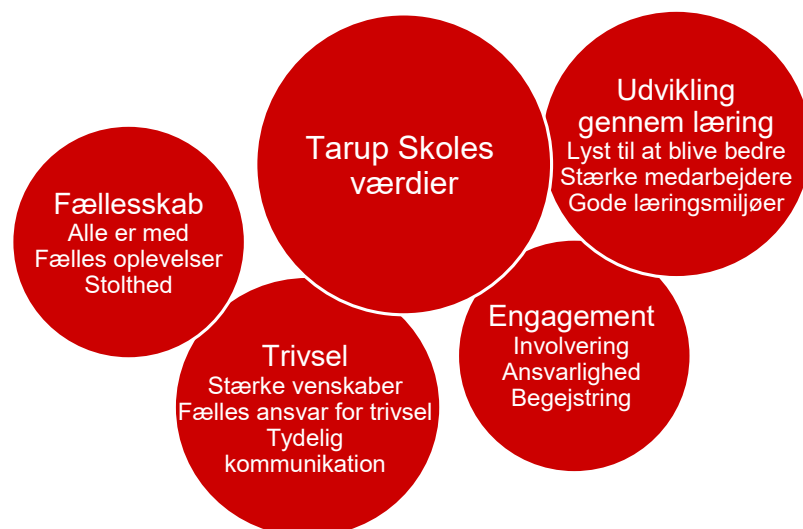 Tarup Skoles
værdier
Udvikling
gennem læring
Lyst til at blive bedre
Stærke medarbejdere
Gode læringsmiljøer
Fællesskab
Alle er med
Fælles oplevelser
Stolthed
Trivsel
Stærke venskaber
Fælles ansvar for trivsel
Tydelig
kommunikation
Engagement
Involvering
Ansvarlighed
Begejstring